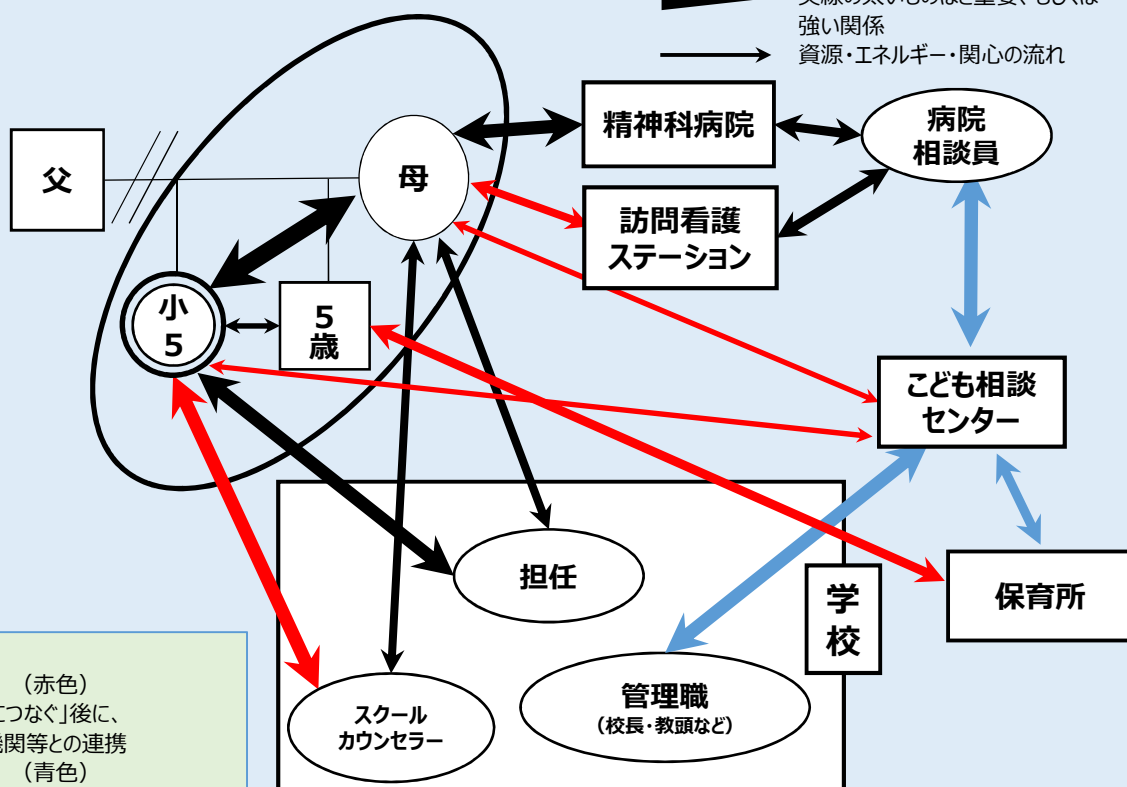 強い関係
資源・エネルギー・関心の流れ
父
母
精神科病院
病院
相談員
訪問看護
ステーション
小
5
5
歳
こども相談
センター
担任
学
校
保育所
スクール
カウンセラー
管理職
(校長・教頭など)
(赤色)
つなぐ」後に、
機関等との連携
(青色)